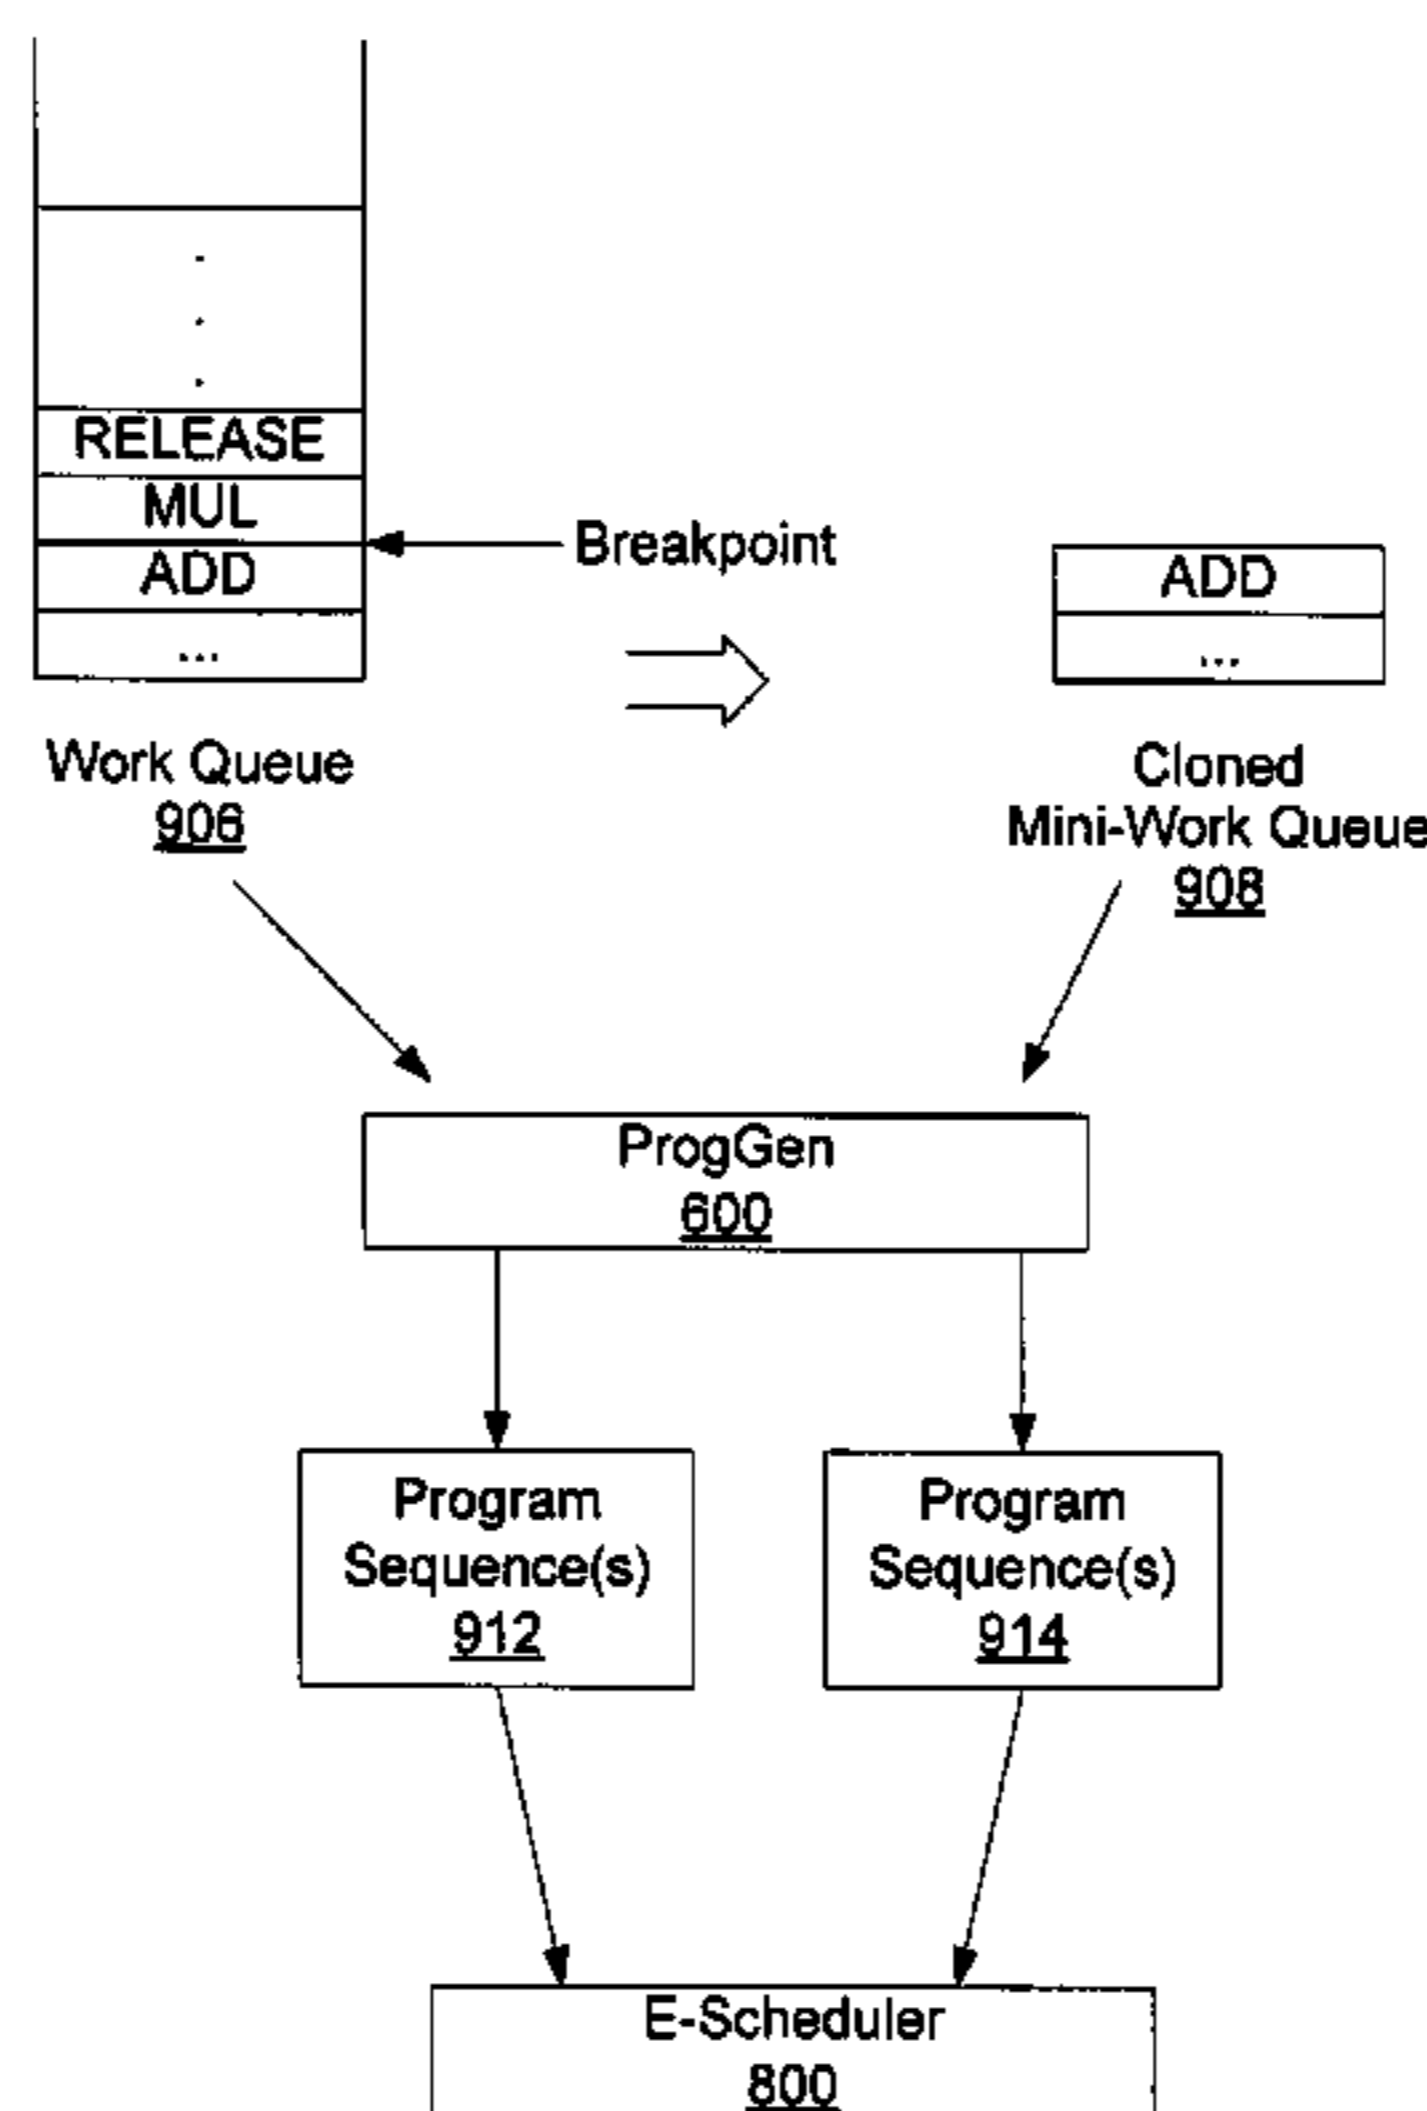 RELEASE
MUL
ADD
...
Breakpoint
ADD
...
Work Queue
906
Cloned
Mini-Work Queue
908
ProgGen
600
Program
Sequence(s)
912
Program
Sequence(s)
914
E-Scheduler
800